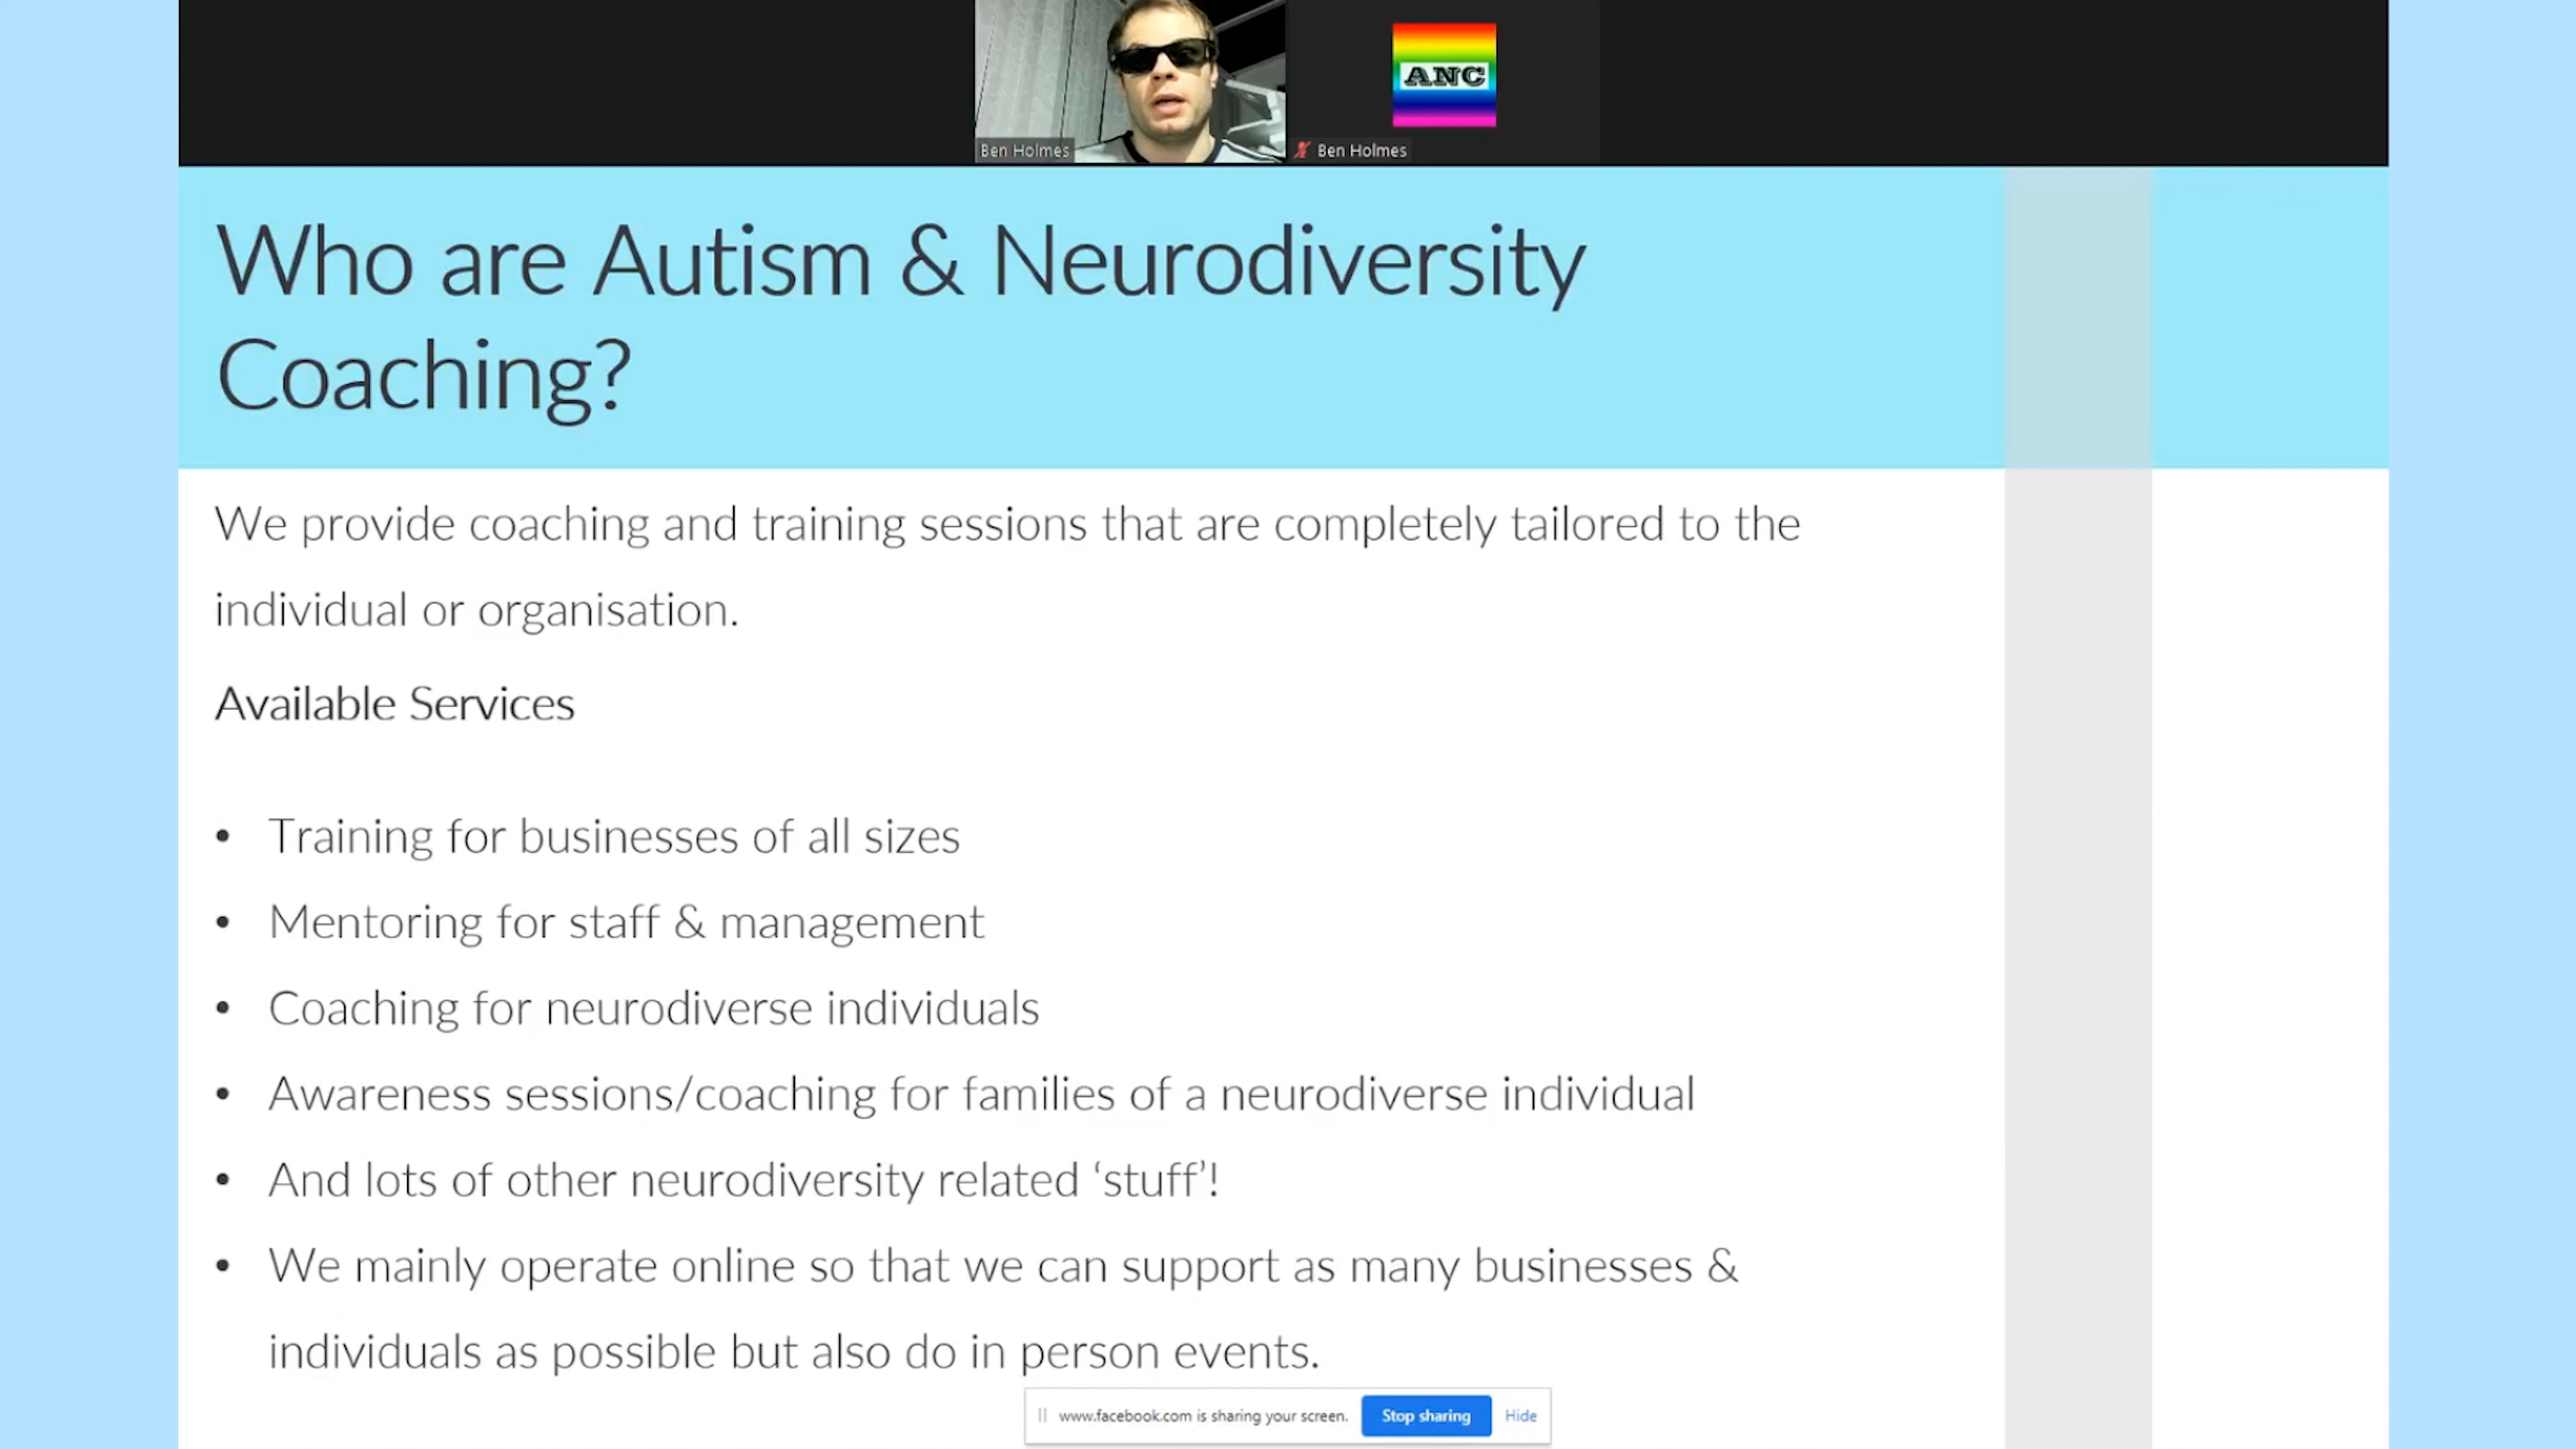 ANC
Ben Holmes
Ben Holmes
Who are Autism & Neurodiversity
Coaching?
We provide coaching and training sessions that are completely tailored to the
individual or organisation.
Available Services
• Training for businesses of all sizes
• Mentoring for staff & management
• Coaching for neurodiverse individuals
• Awareness sessions/coaching for families of a neurodiverse individual
• And lots of other neurodiversity related ‘stuff’!
• We mainly operate online so that we can support as many businesses &
individuals as possible but also do in person events.
www.facebook.com is sharing your screen. Stop sharing Hide